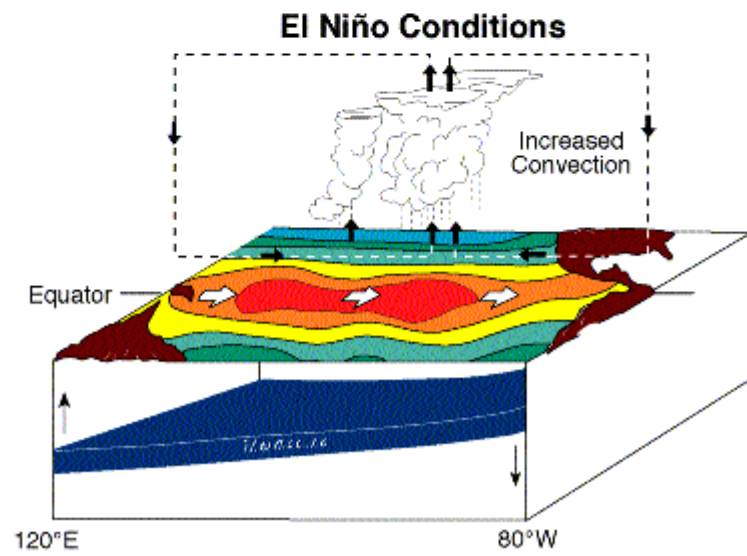 El Niño Conditions
Increased
Convection
Equator
120°E
80°W